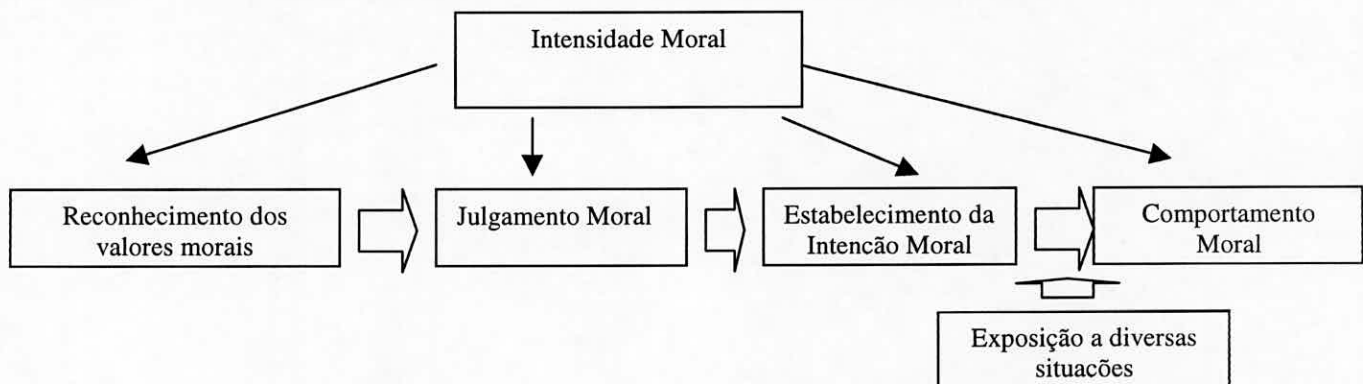 Intensidade Moral
Reconhecimento dos
valores morais
Julgamento Moral
Estabelecimento da
Intencão Moral
Comportamento
Moral
Exposição a diversas
situacões